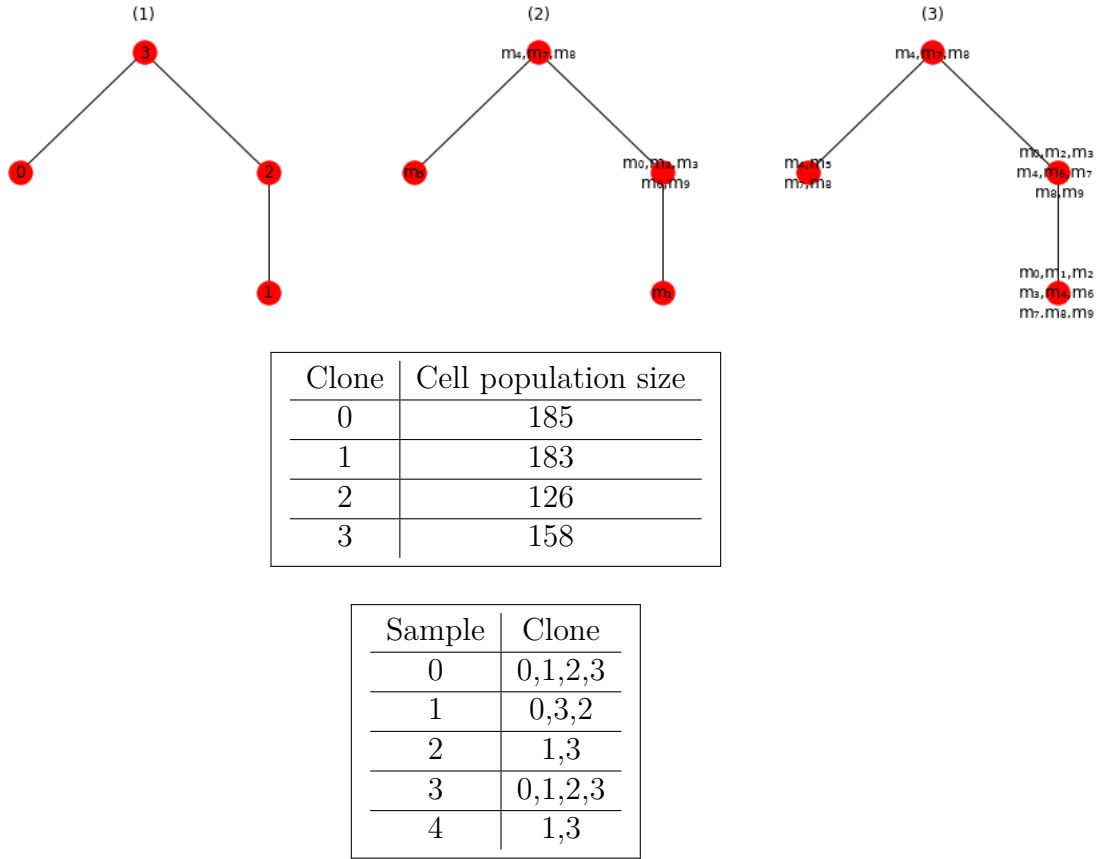 (1) (2) (3)
3 m₄,m₇,m₈ m₄,m₇,m₈
0 2 m₅ m₀,m₂,m₃ m₆,m₉ m₄,m₅ m₇,m₈ m₀,m₂,m₃ m₄,m₆,m₇ m₈,m₉
1 m₁ m₀,m₁,m₂ m₃,m₄,m₆ m₇,m₈,m₉
Clone Cell population size
0 185
1 183
2 126
3 158
Sample Clone
0 0,1,2,3
1 0,3,2
2 1,3
3 0,1,2,3
4 1,3